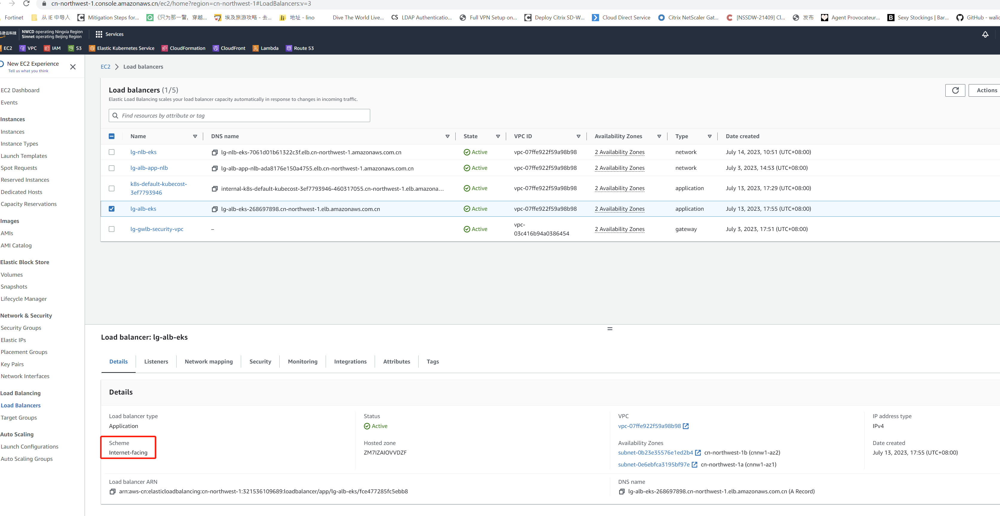 cn-northwest-1.console.amazonaws.cn/ec2/home?region=cn-northwest-1#LoadBalancers:v=3
Fortinet 从 IE 中导入 Mitigation Steps for... 《只为那一瞥，穿越... 埃及旅游攻略 - 去... 地址 - lino Dive The World Live... LDAP Authenticatio... Full VPN Setup on... Deploy Citrix SD-W... Cloud Direct Service Citrix NetScaler Gat... [NSSDW-21409] Cl... 发布 Agent Provocateur... Sexy Stockings | Bar... GitHub - walic
逊云科技 NWCD operating Ningxia Region
Sinnet operating Beijing Region
Services
EC2 VPC IAM S3 Elastic Kubernetes Service CloudFormation CloudFront Lambda Route 53
New EC2 Experience
Tell us what you think
EC2 Dashboard
Events
Instances
Instances
Instance Types
Launch Templates
Spot Requests
Reserved Instances
Dedicated Hosts
Capacity Reservations
Images
AMIs
AMI Catalog
Elastic Block Store
Volumes
Snapshots
Lifecycle Manager
Network & Security
Security Groups
Elastic IPs
Placement Groups
Key Pairs
Network Interfaces
Load Balancing
Load Balancers
Target Groups
Auto Scaling
Launch Configurations
Auto Scaling Groups
EC2 Load balancers
Load balancers (1/5)
Elastic Load Balancing scales your load balancer capacity automatically in response to changes in incoming traffic.
Actions
Find resources by attribute or tag
Name DNS name State VPC ID Availability Zones Type Date created
lg-nlb-eks lg-nlb-eks-7061d01b61322c3f.elb.cn-northwest-1.amazonaws.com.cn Active vpc-07ffe922f59a98b98 2 Availability Zones network July 14, 2023, 10:51 (UTC+08:00)
lg-alb-app-nlb lg-alb-app-nlb-ada8176e150a4755.elb.cn-northwest-1.amazonaws.com.cn Active vpc-07ffe922f59a98b98 2 Availability Zones network July 3, 2023, 14:53 (UTC+08:00)
k8s-default-kubecost-
3ef7793946 internal-k8s-default-kubecost-3ef7793946-460317055.cn-northwest-1.elb.amazona... Active vpc-07ffe922f59a98b98 2 Availability Zones application July 13, 2023, 17:29 (UTC+08:00)
lg-alb-eks lg-alb-eks-268697898.cn-northwest-1.elb.amazonaws.com.cn Active vpc-07ffe922f59a98b98 2 Availability Zones application July 13, 2023, 17:55 (UTC+08:00)
lg-gwlb-security-vpc – Active vpc-
03c416b94a0386454 2 Availability Zones gateway July 3, 2023, 17:51 (UTC+08:00)
Load balancer: lg-alb-eks
Details Listeners Network mapping Security Monitoring Integrations Attributes Tags
Details
Load balancer type
Application
Status
Active
VPC
vpc-07ffe922f59a98b98
IP address type
IPv4
Scheme
Internet-facing
Hosted zone
ZM7IZAIOVVDZF
Availability Zones
subnet-0b23e35576e1ed2b4 cn-northwest-1b (cnnw1-az2)
subnet-0e6ebfca3195bf97e cn-northwest-1a (cnnw1-az1)
Date created
July 13, 2023, 17:55 (UTC+08:00)
Load balancer ARN
arn:aws-cn:elasticloadbalancing:cn-northwest-1:321536109689:loadbalancer/app/lg-alb-eks/fce477285fc5ebb8
DNS name
lg-alb-eks-268697898.cn-northwest-1.elb.amazonaws.com.cn (A Record)